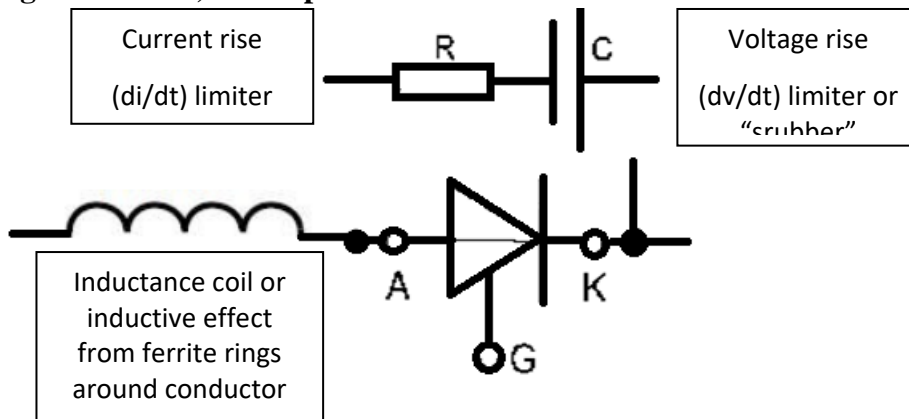 Current rise
(di/dt) limiter
R
C
Voltage rise
(dv/dt) limiter or
“srubber”
A
K
G
Inductance coil or
inductive effect
from ferrite rings
around conductor